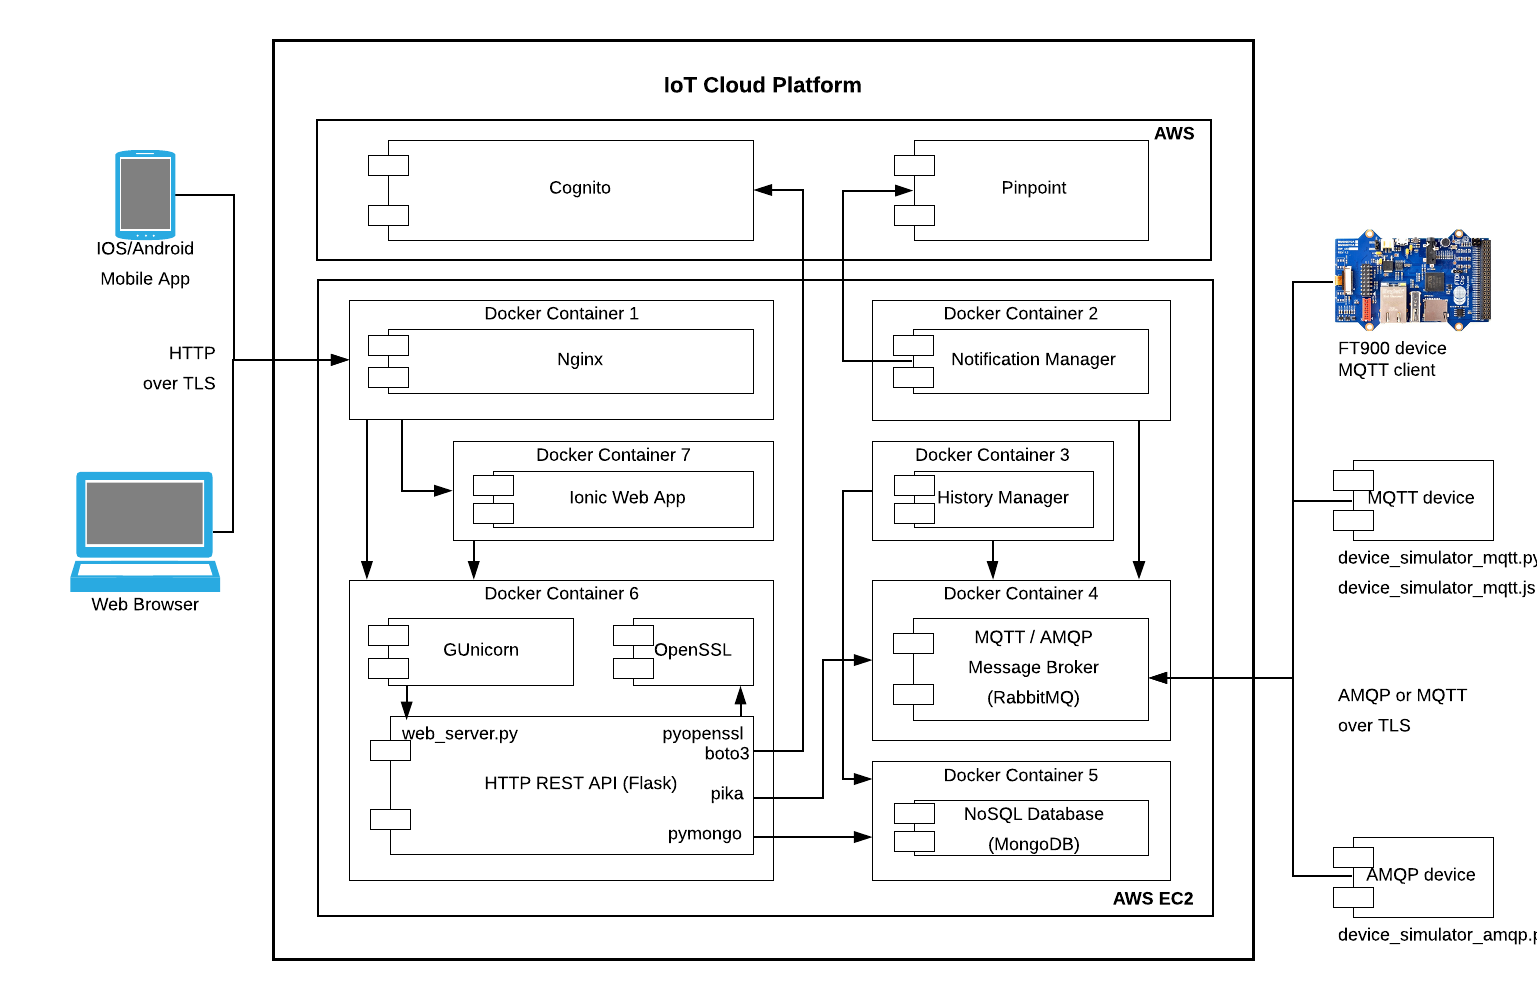 IoT Cloud Platform
AWS
Cognito
Pinpoint
IOS/Android
Mobile App
HTTP
over TLS
Web Browser
Docker Container 1
Nginx
Docker Container 2
Notification Manager
Docker Container 7
Ionic Web App
Docker Container 3
History Manager
Docker Container 6
GUnicorn
OpenSSL
web_server.py
pyopenssl
boto3
HTTP REST API (Flask)
pika
pymongo
Docker Container 4
MQTT / AMQP
Message Broker
(RabbitMQ)
Docker Container 5
NoSQL Database
(MongoDB)
AWS EC2
FT900 device
MQTT client
MQTT device
device_simulator_mqtt.py
device_simulator_mqtt.js
AMQP or MQTT
over TLS
AMQP device
device_simulator_amqp.p